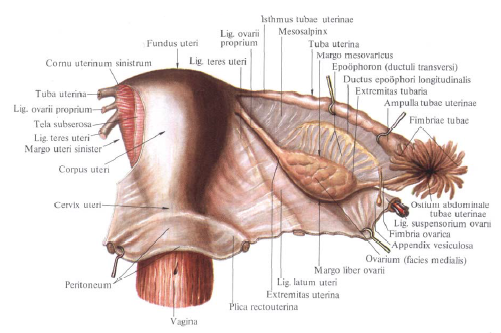 Isthmus tubae uterinae
Lig. ovarii
proprium
Mesosalpinx
Fundus uteri
Tuba uterina
Margo mesovaricus
Cornu uterinum sinistrum
Lig. teres uteri
Epoöphoron (ductuli transversi)
Ductus epoöphori longitudinalis
Extremitas tubaria
Tuba uterina
Ampulla tubae uterinae
Lig. ovarii proprium
Fimbriae tubae
Tela subserosa
Lig. teres uteri
Margo uteri sinister
Corpus uteri
Cervix uteri
Ostium abdominale
tubae uterinae
Lig. suspensorium ovarii
Fimbria ovarica
Appendix vesiculosa
Ovarium (facies medialis)
Margo liber ovarii
Peritoneum
Lig. latum uteri
Extremitas uterina
Plica rectouterina
Vagina